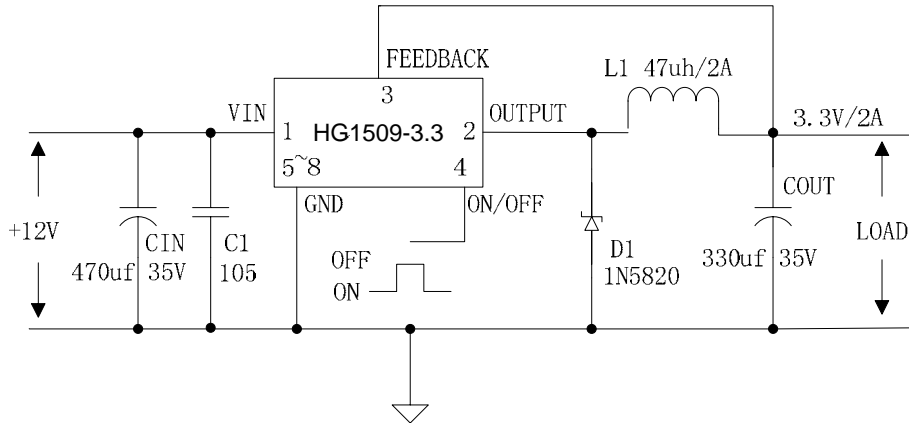 FEEDBACK
L1 47uh/2A
3
VIN
OUTPUT
3.3V/2A
1 HG1509-3.3 2
5~8 4
GND
ON/OFF
COUT
+12V
CIN
C1
OFF
D1
LOAD
470uf 35V
105
ON
1N5820
330uf 35V